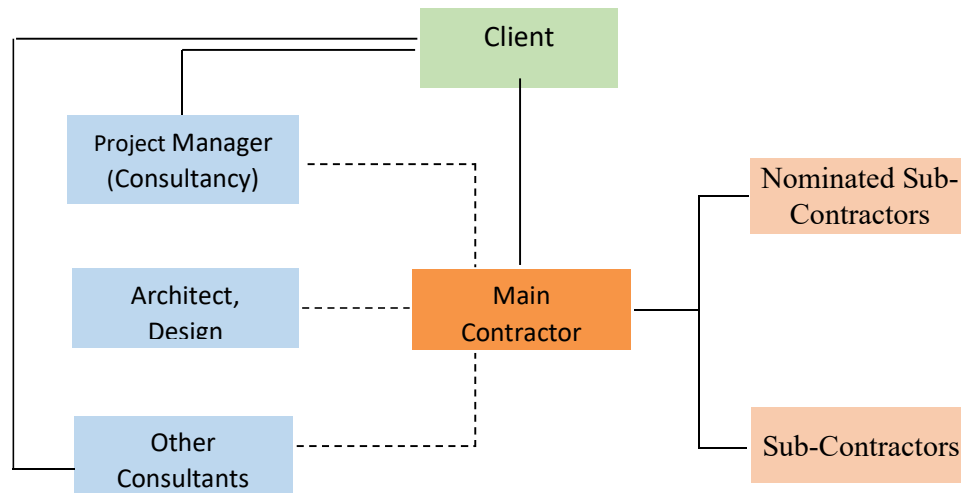 Client
Project Manager
(Consultancy)
Nominated Sub-
Contractors
Architect,
Design
Main
Contractor
Other
Consultants
Sub-Contractors